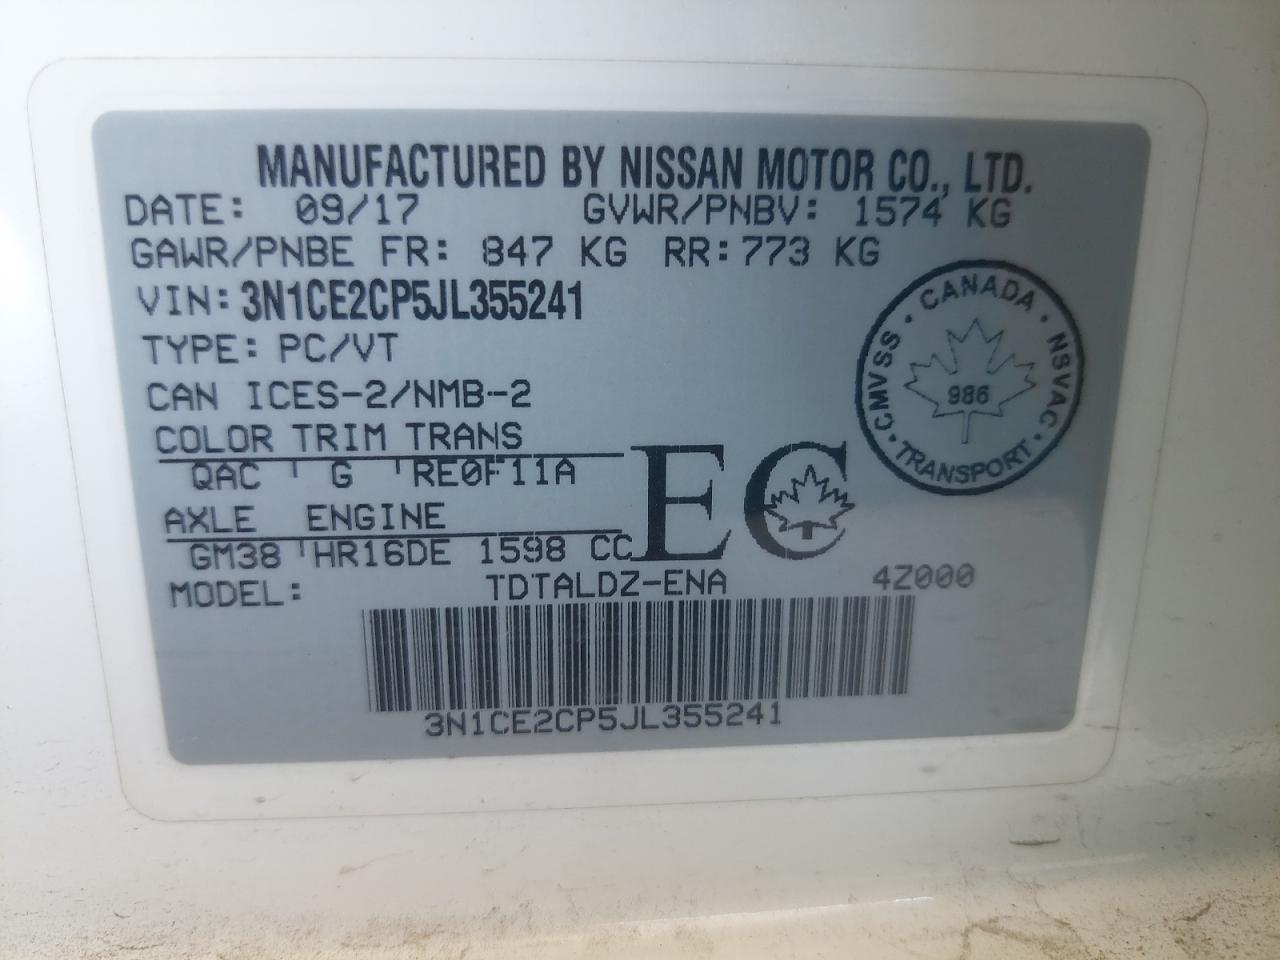 MANUFACTURED BY NISSAN MOTOR CO., LTD.
DATE: 09/17 GVWR/PNBV: 1574 KG
GAWR/PNBE FR: 847 KG RR:773 KG
VIN: 3N1CE2CP5JL355241
TYPE: PC/VT
CAN ICES-2/NMB-2
COLOR TRIM TRANS
QAC G RE0F11A
AXLE ENGINE
GM38 HR16DE 1598 CC
EC
CANADA · NSVAC · TRANSPORT · CMVSS ·
986
MODEL: TDTALDZ-ENA 4Z000
3N1CE2CP5JL355241